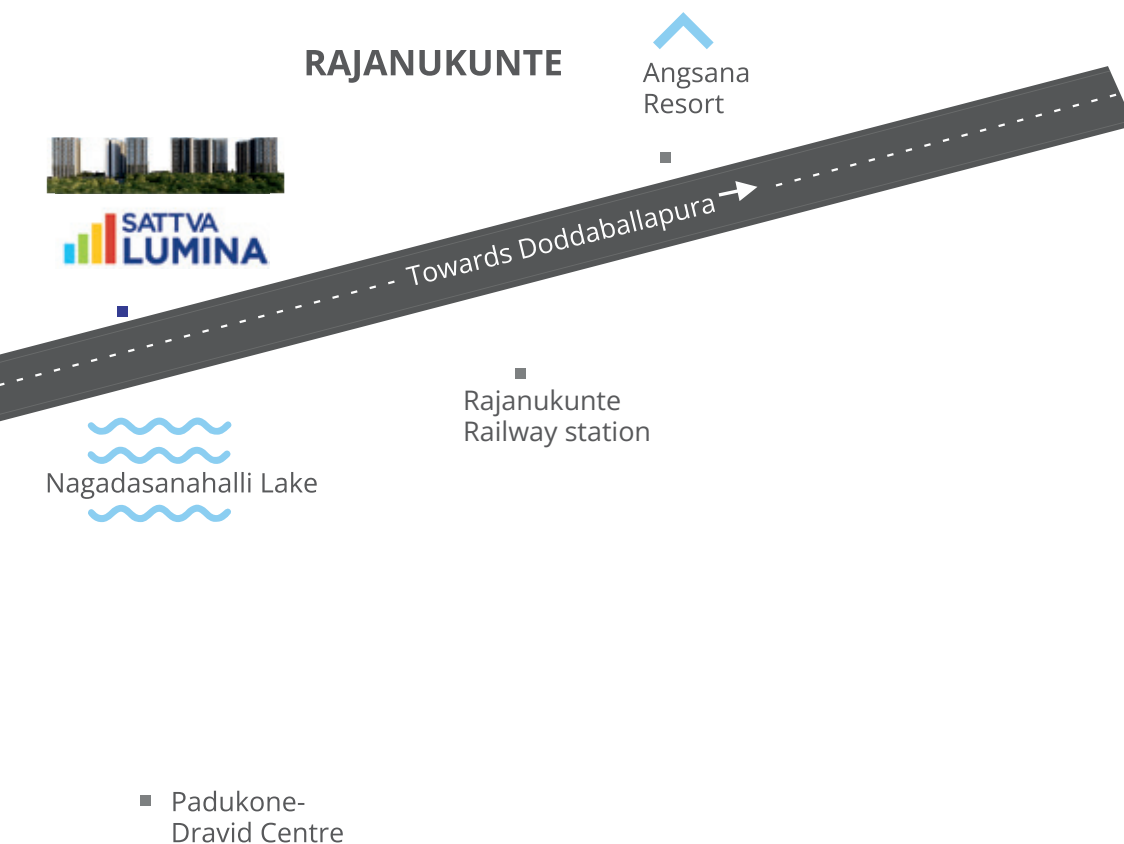 RAJANUKUNTE
Angsana
Resort
SATTVA
LUMINA
Towards Doddaballapura
Rajanukunte
Railway station
Nagadasanahalli Lake
Padukone-
Dravid Centre